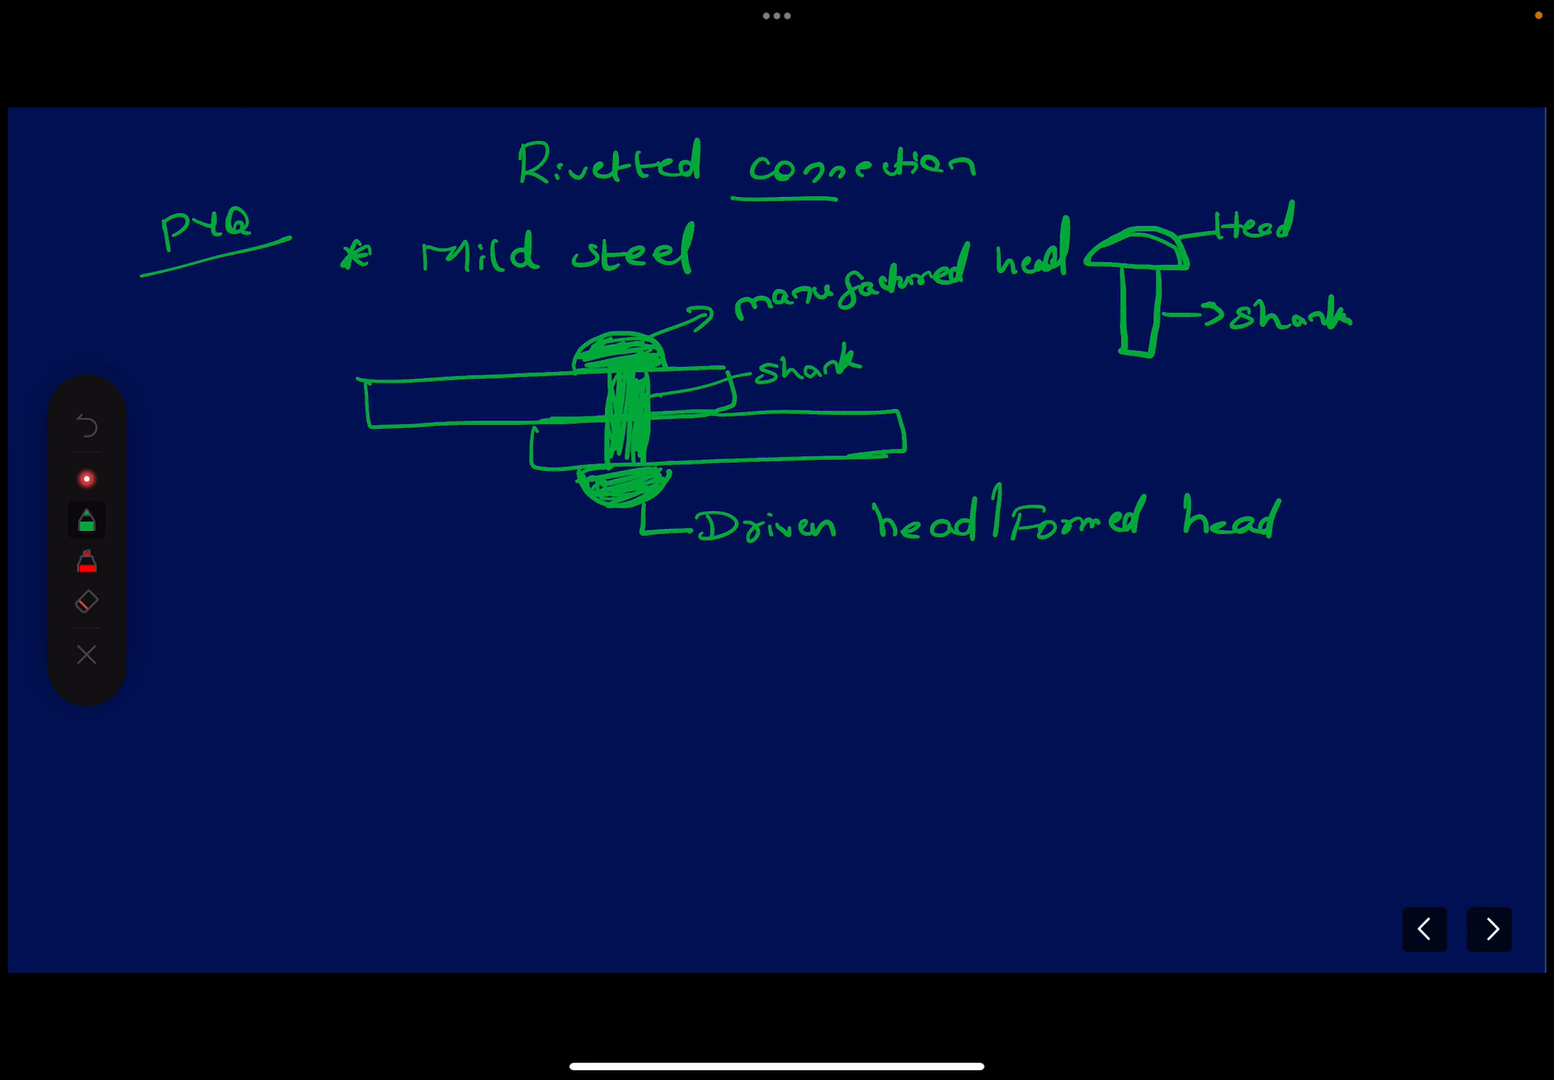 Rivetted connection
PYQ
* Mild steel
manufactured head
Head
shank
shank
Driven head/Formed head